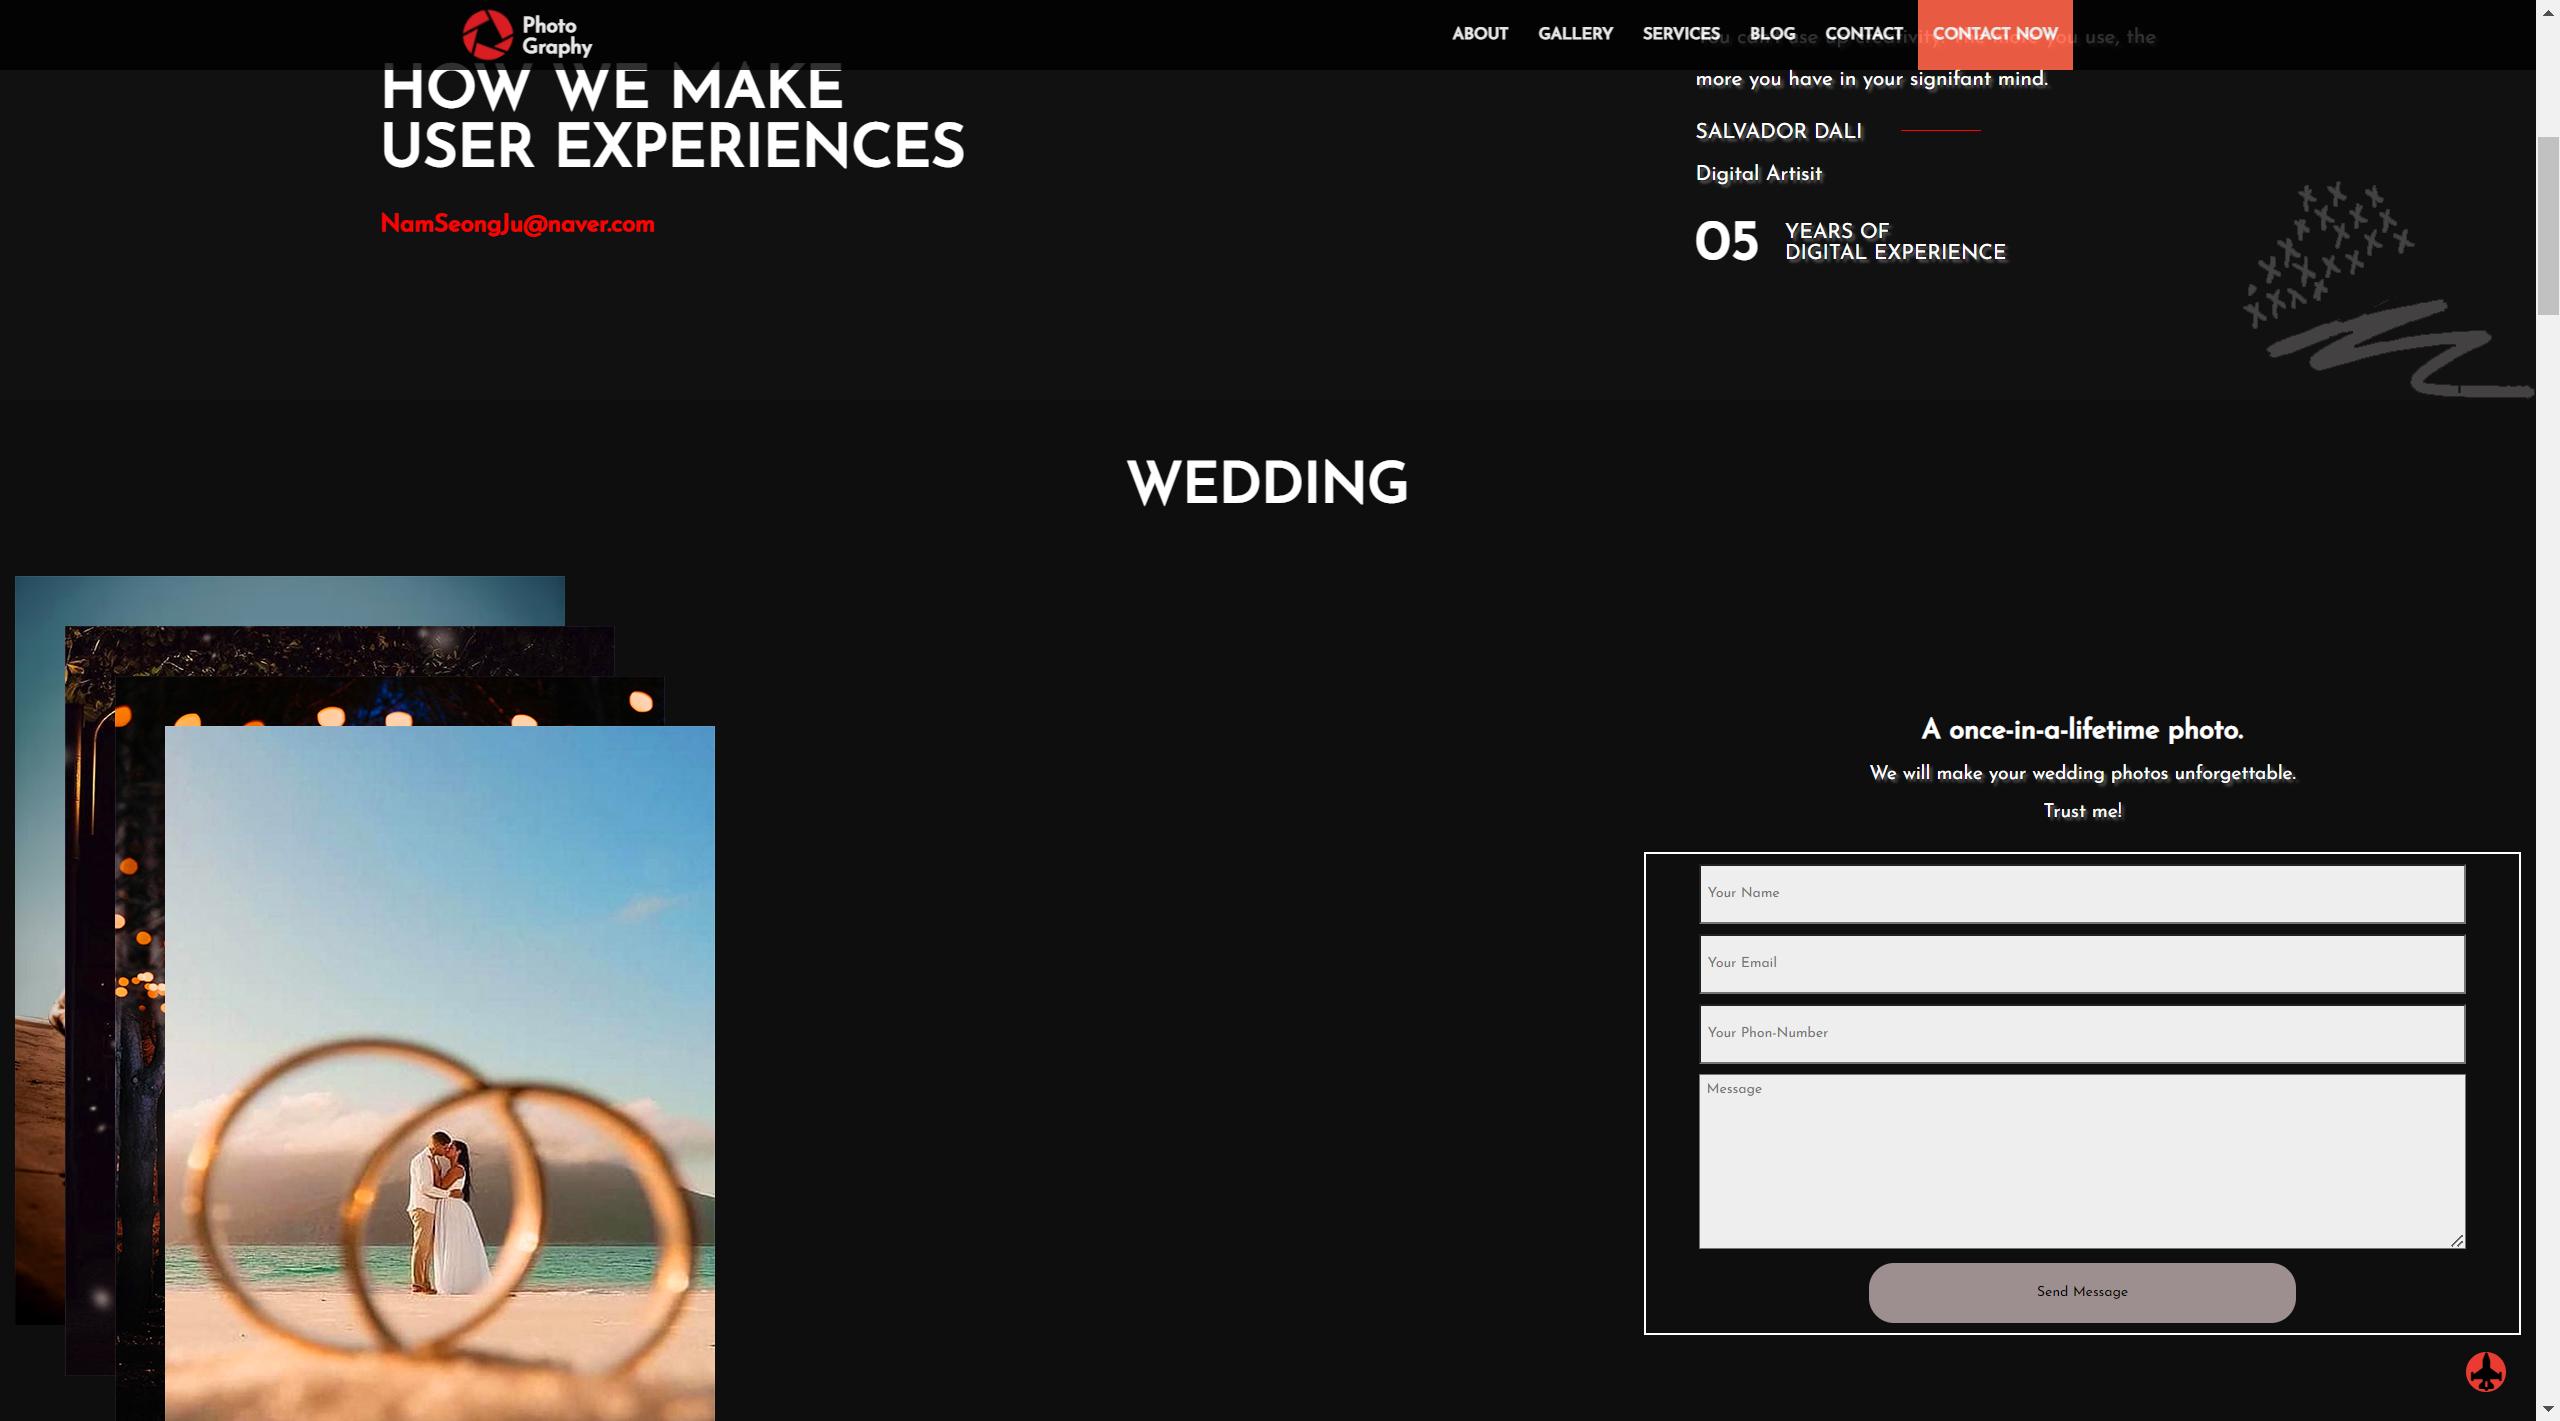 Photo
Graphy
ABOUT
GALLERY
SERVICES
BLOG
CONTACT
CONTACT NOW
You can't use up creativity. The more you use, the
more you have in your signifant mind.
HOW WE MAKE
USER EXPERIENCES
NamSeongJu@naver.com
SALVADOR DALI
Digital Artisit
05
YEARS OF
DIGITAL EXPERIENCE
WEDDING
A once-in-a-lifetime photo.
We will make your wedding photos unforgettable.
Trust me!
Your Name
Your Email
Your Phon-Number
Message
Send Message